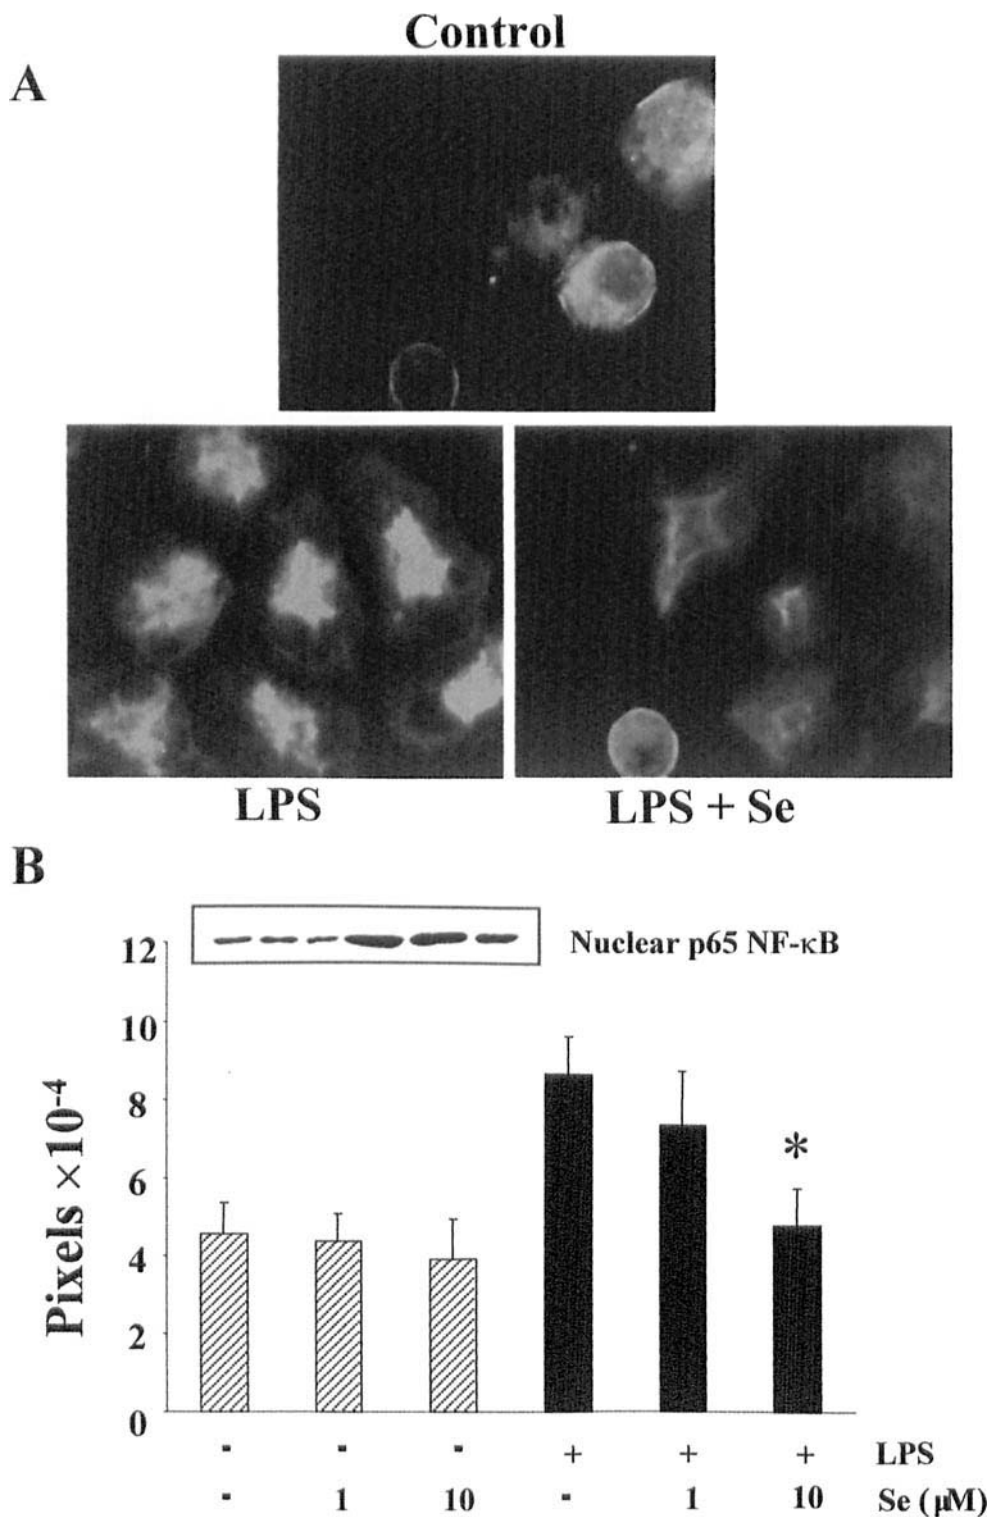 Control
A
LPS
LPS + Se
B
Nuclear p65 NF-κB
12
10
8
6
4
2
0
Pixels ×10-4
- - - + + + LPS
- 1 10 - 1 10 Se (μM)
*